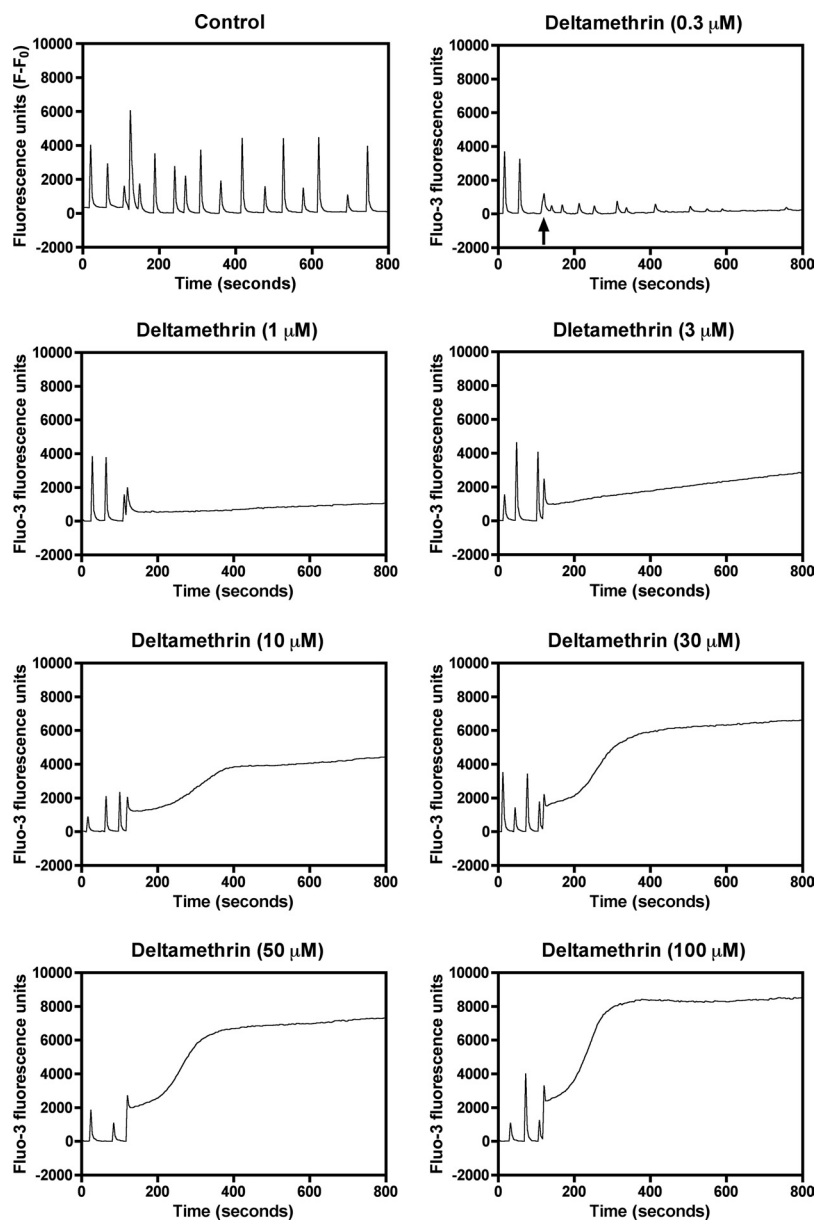 Control
10000
8000
6000
4000
2000
0
-2000
Fluorescence units (F-F0)
0 200 400 600 800
Time (seconds)
Deltamethrin (0.3 μM)
10000
8000
6000
4000
2000
0
-2000
Fluo-3 fluorescence units
0 200 400 600 800
Time (seconds)
Deltamethrin (1 μM)
10000
8000
6000
4000
2000
0
-2000
Fluo-3 fluorescence units
0 200 400 600 800
Time (seconds)
Dletamethrin (3 μM)
10000
8000
6000
4000
2000
0
-2000
Fluo-3 fluorescence units
0 200 400 600 800
Time (seconds)
Deltamethrin (10 μM)
10000
8000
6000
4000
2000
0
-2000
Fluo-3 fluorescence units
0 200 400 600 800
Time (seconds)
Deltamethrin (30 μM)
10000
8000
6000
4000
2000
0
-2000
Fluo-3 fluorescence units
0 200 400 600 800
Time (seconds)
Deltamethrin (50 μM)
10000
8000
6000
4000
2000
0
-2000
Fluo-3 fluorescence units
0 200 400 600 800
Time (seconds)
Deltamethrin (100 μM)
10000
8000
6000
4000
2000
0
-2000
Fluo-3 fluorescence units
0 200 400 600 800
Time (seconds)